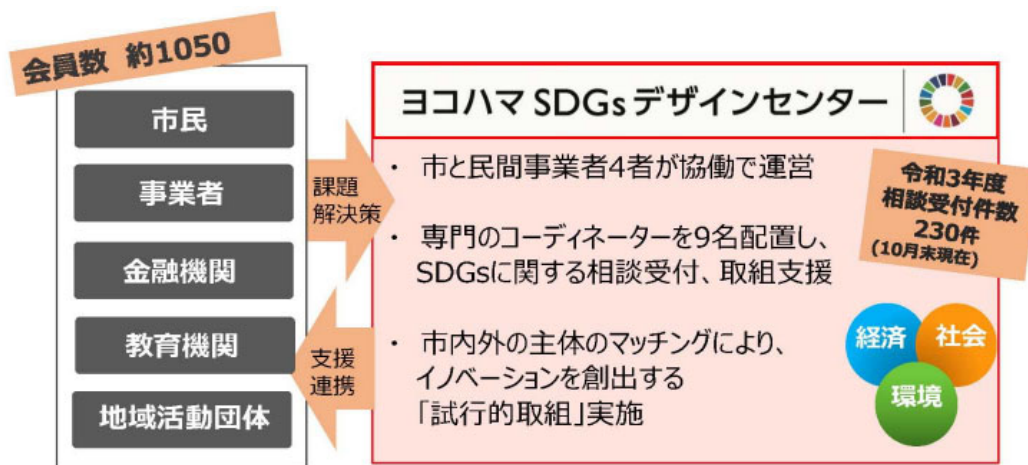 会員数 約1050
市民
事業者
金融機関
教育機関
地域活動団体
課題
解決策
支援
連携
ヨコハマ SDGsデザインセンター
・ 市と民間事業者4者が協働で運営
・ 専門のコーディネーターを9名配置し、
SDGsに関する相談受付、取組支援
・ 市内外の主体のマッチングにより、
イノベーションを創出する
「試行的取組」実施
令和3年度
相談受付件数
230件
(10月末現在)
経済
社会
環境